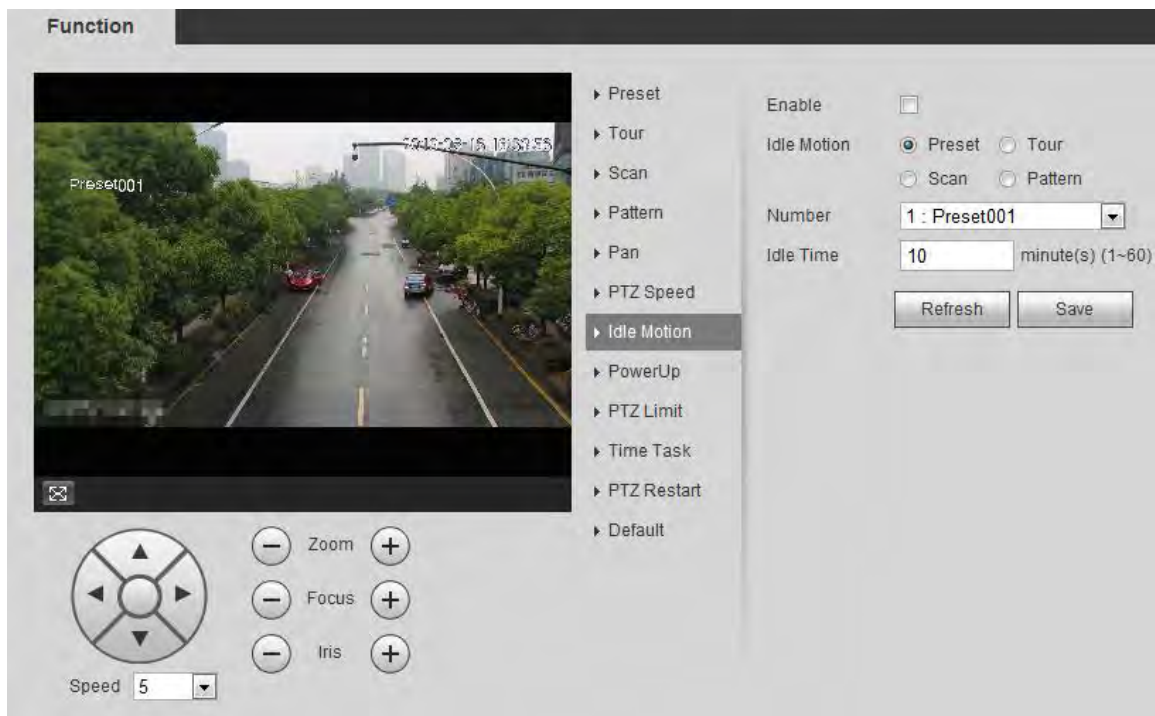 Function
Preset001
Preset
Tour
Scan
Pattern
Pan
PTZ Speed
Idle Motion
PowerUp
PTZ Limit
Time Task
PTZ Restart
Default
Enable
Idle Motion Preset Tour
Scan Pattern
Number 1 : Preset001
Idle Time 10 minute(s) (1~60)
Refresh Save
Zoom
Focus
Iris
Speed 5